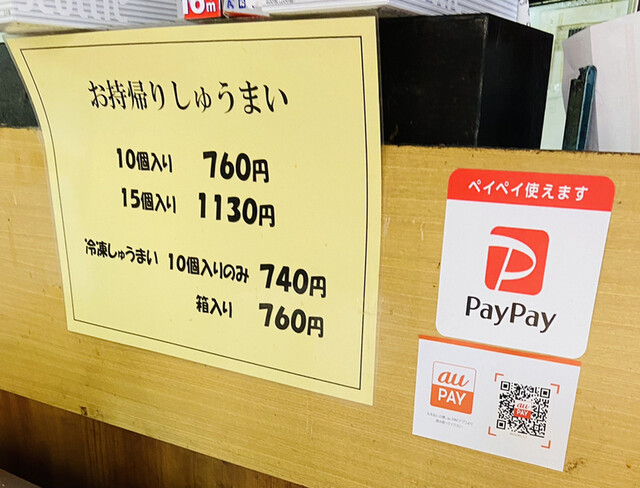 6m
お持帰りしゅうまい
10個入り 760円
15個入り 1130円
冷凍しゅうまい 10個入りのみ 740円
箱入り 760円
ペイペイ使えます
PayPay
au
PAY
au
PAY